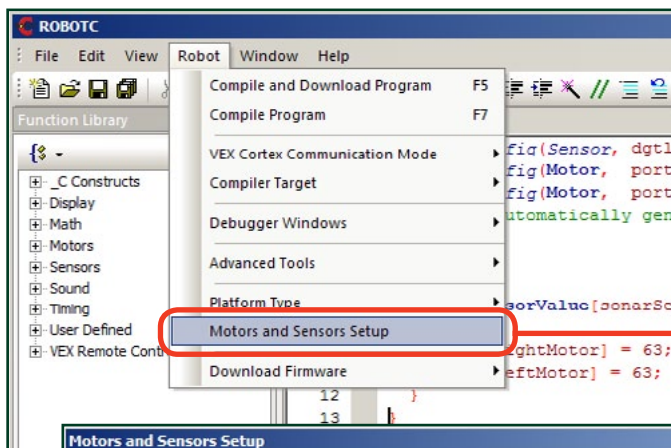 ROBOTC
File Edit View Robot Window Help
Function Library
_C Constructs
Display
Math
Motors
Sensors
Sound
Timing
User Defined
VEX Remote Cont
Compile and Download Program F5
Compile Program F7
VEX Cortex Communication Mode
Compiler Target
Debugger Windows
Advanced Tools
Platform Type
Motors and Sensors Setup
Download Firmware
fig(Sensor, dgtl
fig(Motor, port
fig(Motor, port
utomatically gen
sorValue[sonarSe
ghtMotor] = 63;
eftMotor] = 63;
12 }
13 }
Motors and Sensors Setup